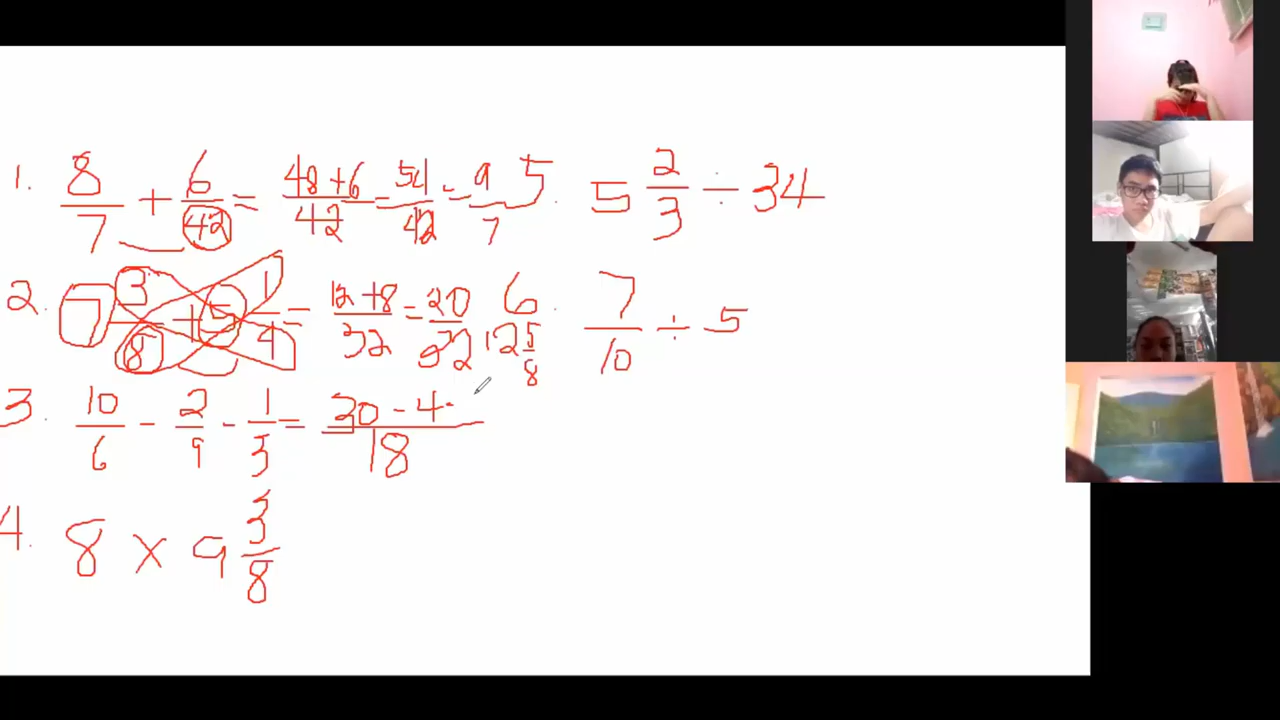 1. 8/7 + 6/42 = 48+6/42 = 54/42 = 9/7
2. 7 3/8 + 5 1/4 = 12+8/32 = 20/32 12 5/8
3. 10/6 - 2/9 - 1/3 = 30-4-/18
4. 8 x 9 3/8
5. 5 2/3 ÷ 34
6. 7/10 ÷ 5